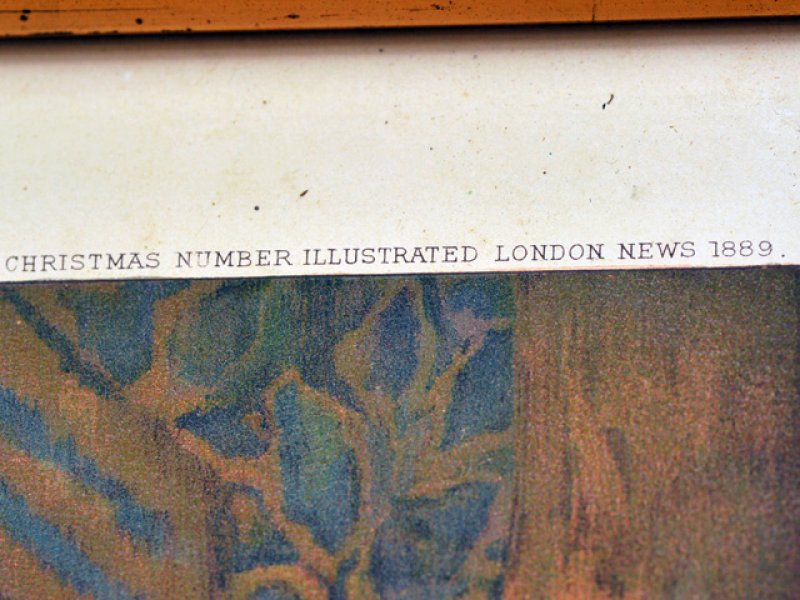 CHRISTMAS NUMBER ILLUSTRATED LONDON NEWS 1889.